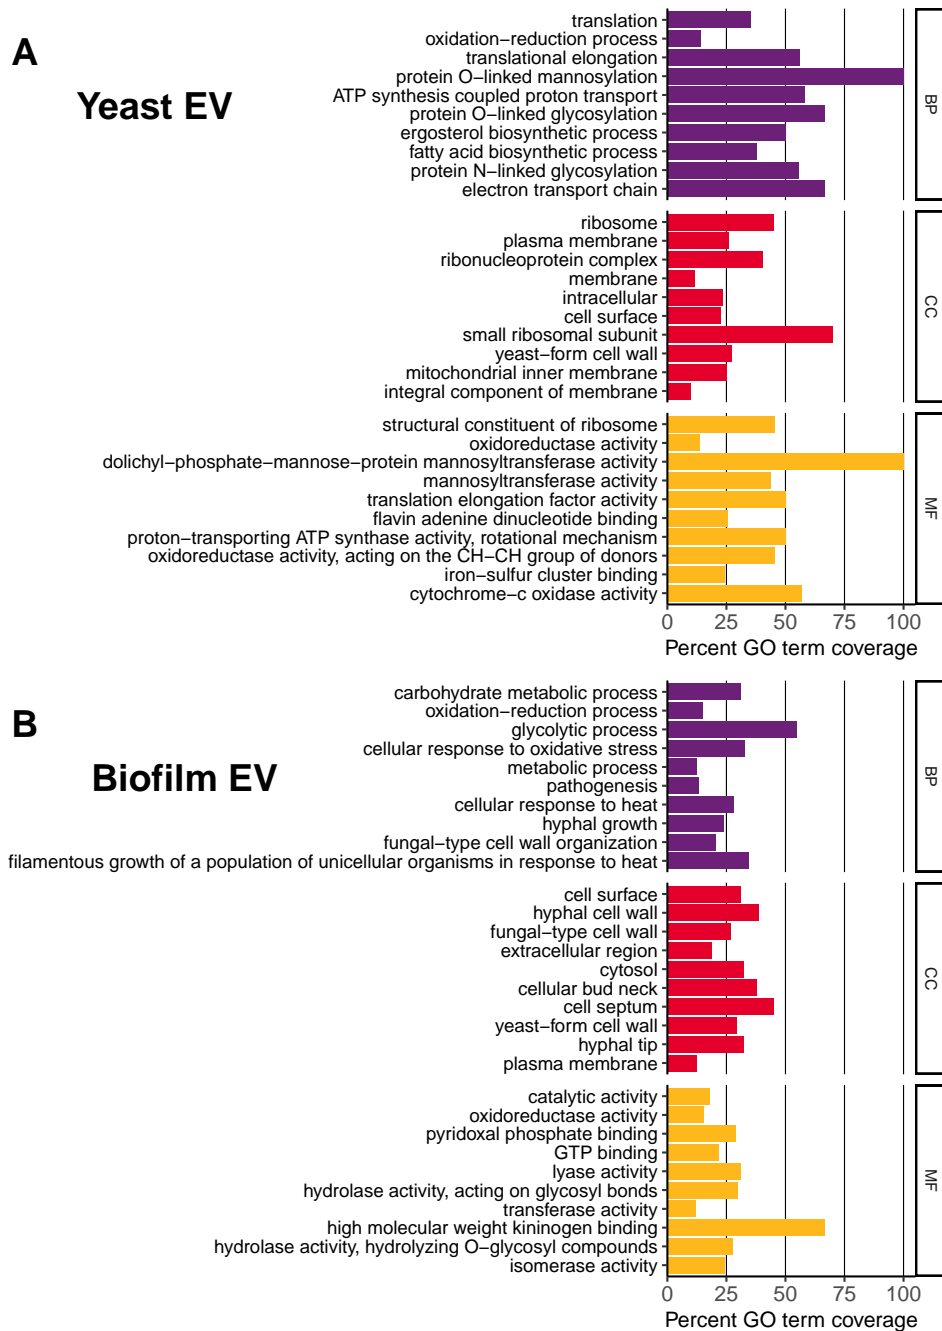 A
Yeast EV
translation
oxidation−reduction process
translational elongation
protein O−linked mannosylation
ATP synthesis coupled proton transport
protein O−linked glycosylation
ergosterol biosynthetic process
fatty acid biosynthetic process
protein N−linked glycosylation
electron transport chain
BP
ribosome
plasma membrane
ribonucleoprotein complex
membrane
intracellular
cell surface
small ribosomal subunit
yeast−form cell wall
mitochondrial inner membrane
integral component of membrane
CC
structural constituent of ribosome
oxidoreductase activity
dolichyl−phosphate−mannose−protein mannosyltransferase activity
mannosyltransferase activity
translation elongation factor activity
flavin adenine dinucleotide binding
proton−transporting ATP synthase activity, rotational mechanism
oxidoreductase activity, acting on the CH−CH group of donors
iron−sulfur cluster binding
cytochrome−c oxidase activity
MF
0 25 50 75 100
Percent GO term coverage
B
Biofilm EV
carbohydrate metabolic process
oxidation−reduction process
glycolytic process
cellular response to oxidative stress
metabolic process
pathogenesis
cellular response to heat
hyphal growth
fungal−type cell wall organization
filamentous growth of a population of unicellular organisms in response to heat
BP
cell surface
hyphal cell wall
fungal−type cell wall
extracellular region
cytosol
cellular bud neck
cell septum
yeast−form cell wall
hyphal tip
plasma membrane
CC
catalytic activity
oxidoreductase activity
pyridoxal phosphate binding
GTP binding
lyase activity
hydrolase activity, acting on glycosyl bonds
transferase activity
high molecular weight kininogen binding
hydrolase activity, hydrolyzing O−glycosyl compounds
isomerase activity
MF
0 25 50 75 100
Percent GO term coverage